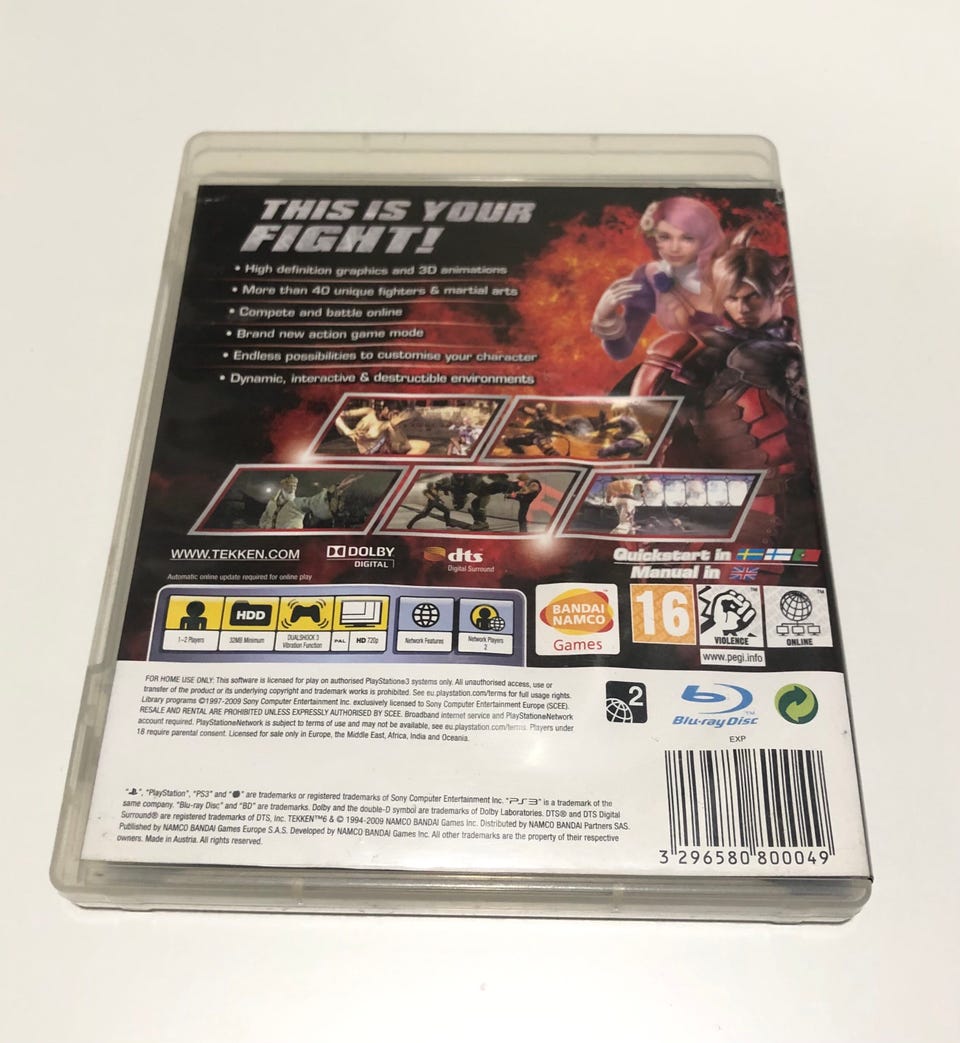 THIS IS YOUR
FIGHT!
• High definition graphics and 3D animations
• More than 40 unique fighters & martial arts
• Compete and battle online
• Brand new action game mode
• Endless possibilities to customise your character
• Dynamic, interactive & destructible environments
WWW.TEKKEN.COM
DOLBY
DIGITAL
dts
Digital Surround
Quickstart in
Manual in
Automatic online update required for online play
1-2 Players
HDD
32MB Minimum
DUALSHOCK 3
Vibration Function
PAL
HD 720p
Network Features
Network Players
2
BANDAI
NAMCO
Games
™
16
VIOLENCE
™
ONLINE
™
www.pegi.info
FOR HOME USE ONLY: This software is licensed for play on authorised PlayStation®3 systems only. All unauthorised access, use or
transfer of the product or its underlying copyright and trademark works is prohibited. See eu.playstation.com/terms for full usage rights.
Library programs ©1997-2009 Sony Computer Entertainment Inc. exclusively licensed to Sony Computer Entertainment Europe (SCEE).
RESALE AND RENTAL ARE PROHIBITED UNLESS EXPRESSLY AUTHORISED BY SCEE. Broadband internet service and PlayStation®Network
account required. PlayStation®Network is subject to terms of use and may not be available, see eu.playstation.com/terms. Players under
18 require parental consent. Licensed for sale only in Europe, the Middle East, Africa, India and Oceania.
2
Blu-ray Disc
™
EXP
"", "PlayStation", "PS3" and "" are trademarks or registered trademarks of Sony Computer Entertainment Inc. "PS3" is a trademark of the
same company. "Blu-ray Disc" and "BD" are trademarks. Dolby and the double-D symbol are trademarks of Dolby Laboratories. DTS® and DTS Digital
Surround® are registered trademarks of DTS, Inc. TEKKEN™6 & © 1994-2009 NAMCO BANDAI Games Inc. Distributed by NAMCO BANDAI Partners SAS.
Published by NAMCO BANDAI Games Europe S.A.S. Developed by NAMCO BANDAI Games Inc. All other trademarks are the property of their respective
owners. Made in Austria. All rights reserved.
3 296580 800049